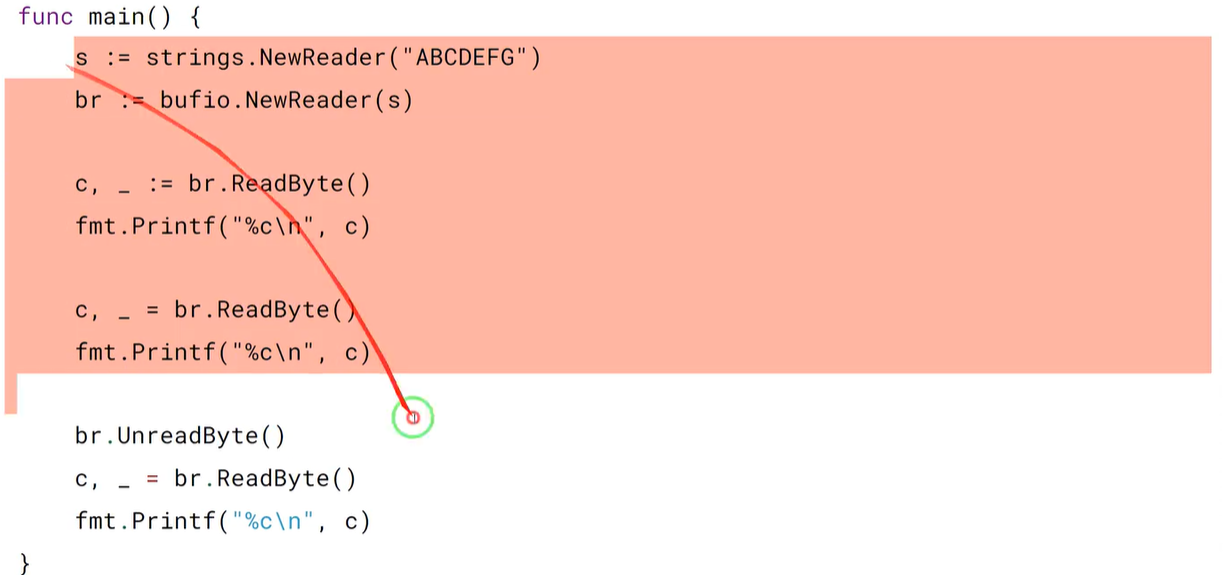 func main() {
    s := strings.NewReader("ABCDEFG")
    br := bufio.NewReader(s)

    c, _ := br.ReadByte()
    fmt.Printf("%c\n", c)

    c, _ = br.ReadByte()
    fmt.Printf("%c\n", c)

    br.UnreadByte()
    c, _ = br.ReadByte()
    fmt.Printf("%c\n", c)
}